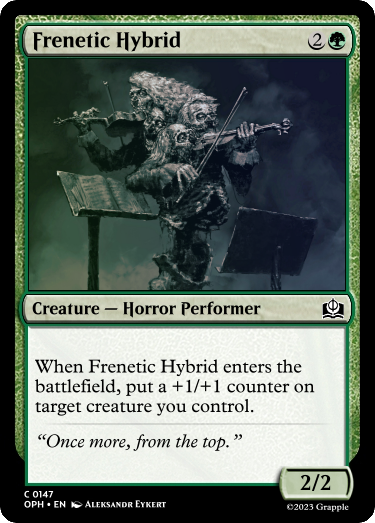 Frenetic Hybrid 2
Creature — Horror Performer
When Frenetic Hybrid enters the
battlefield, put a +1/+1 counter on
target creature you control.
“Once more, from the top.”
2/2
C 0147
OPH • EN Aleksandr Eykert
©2023 Grapple